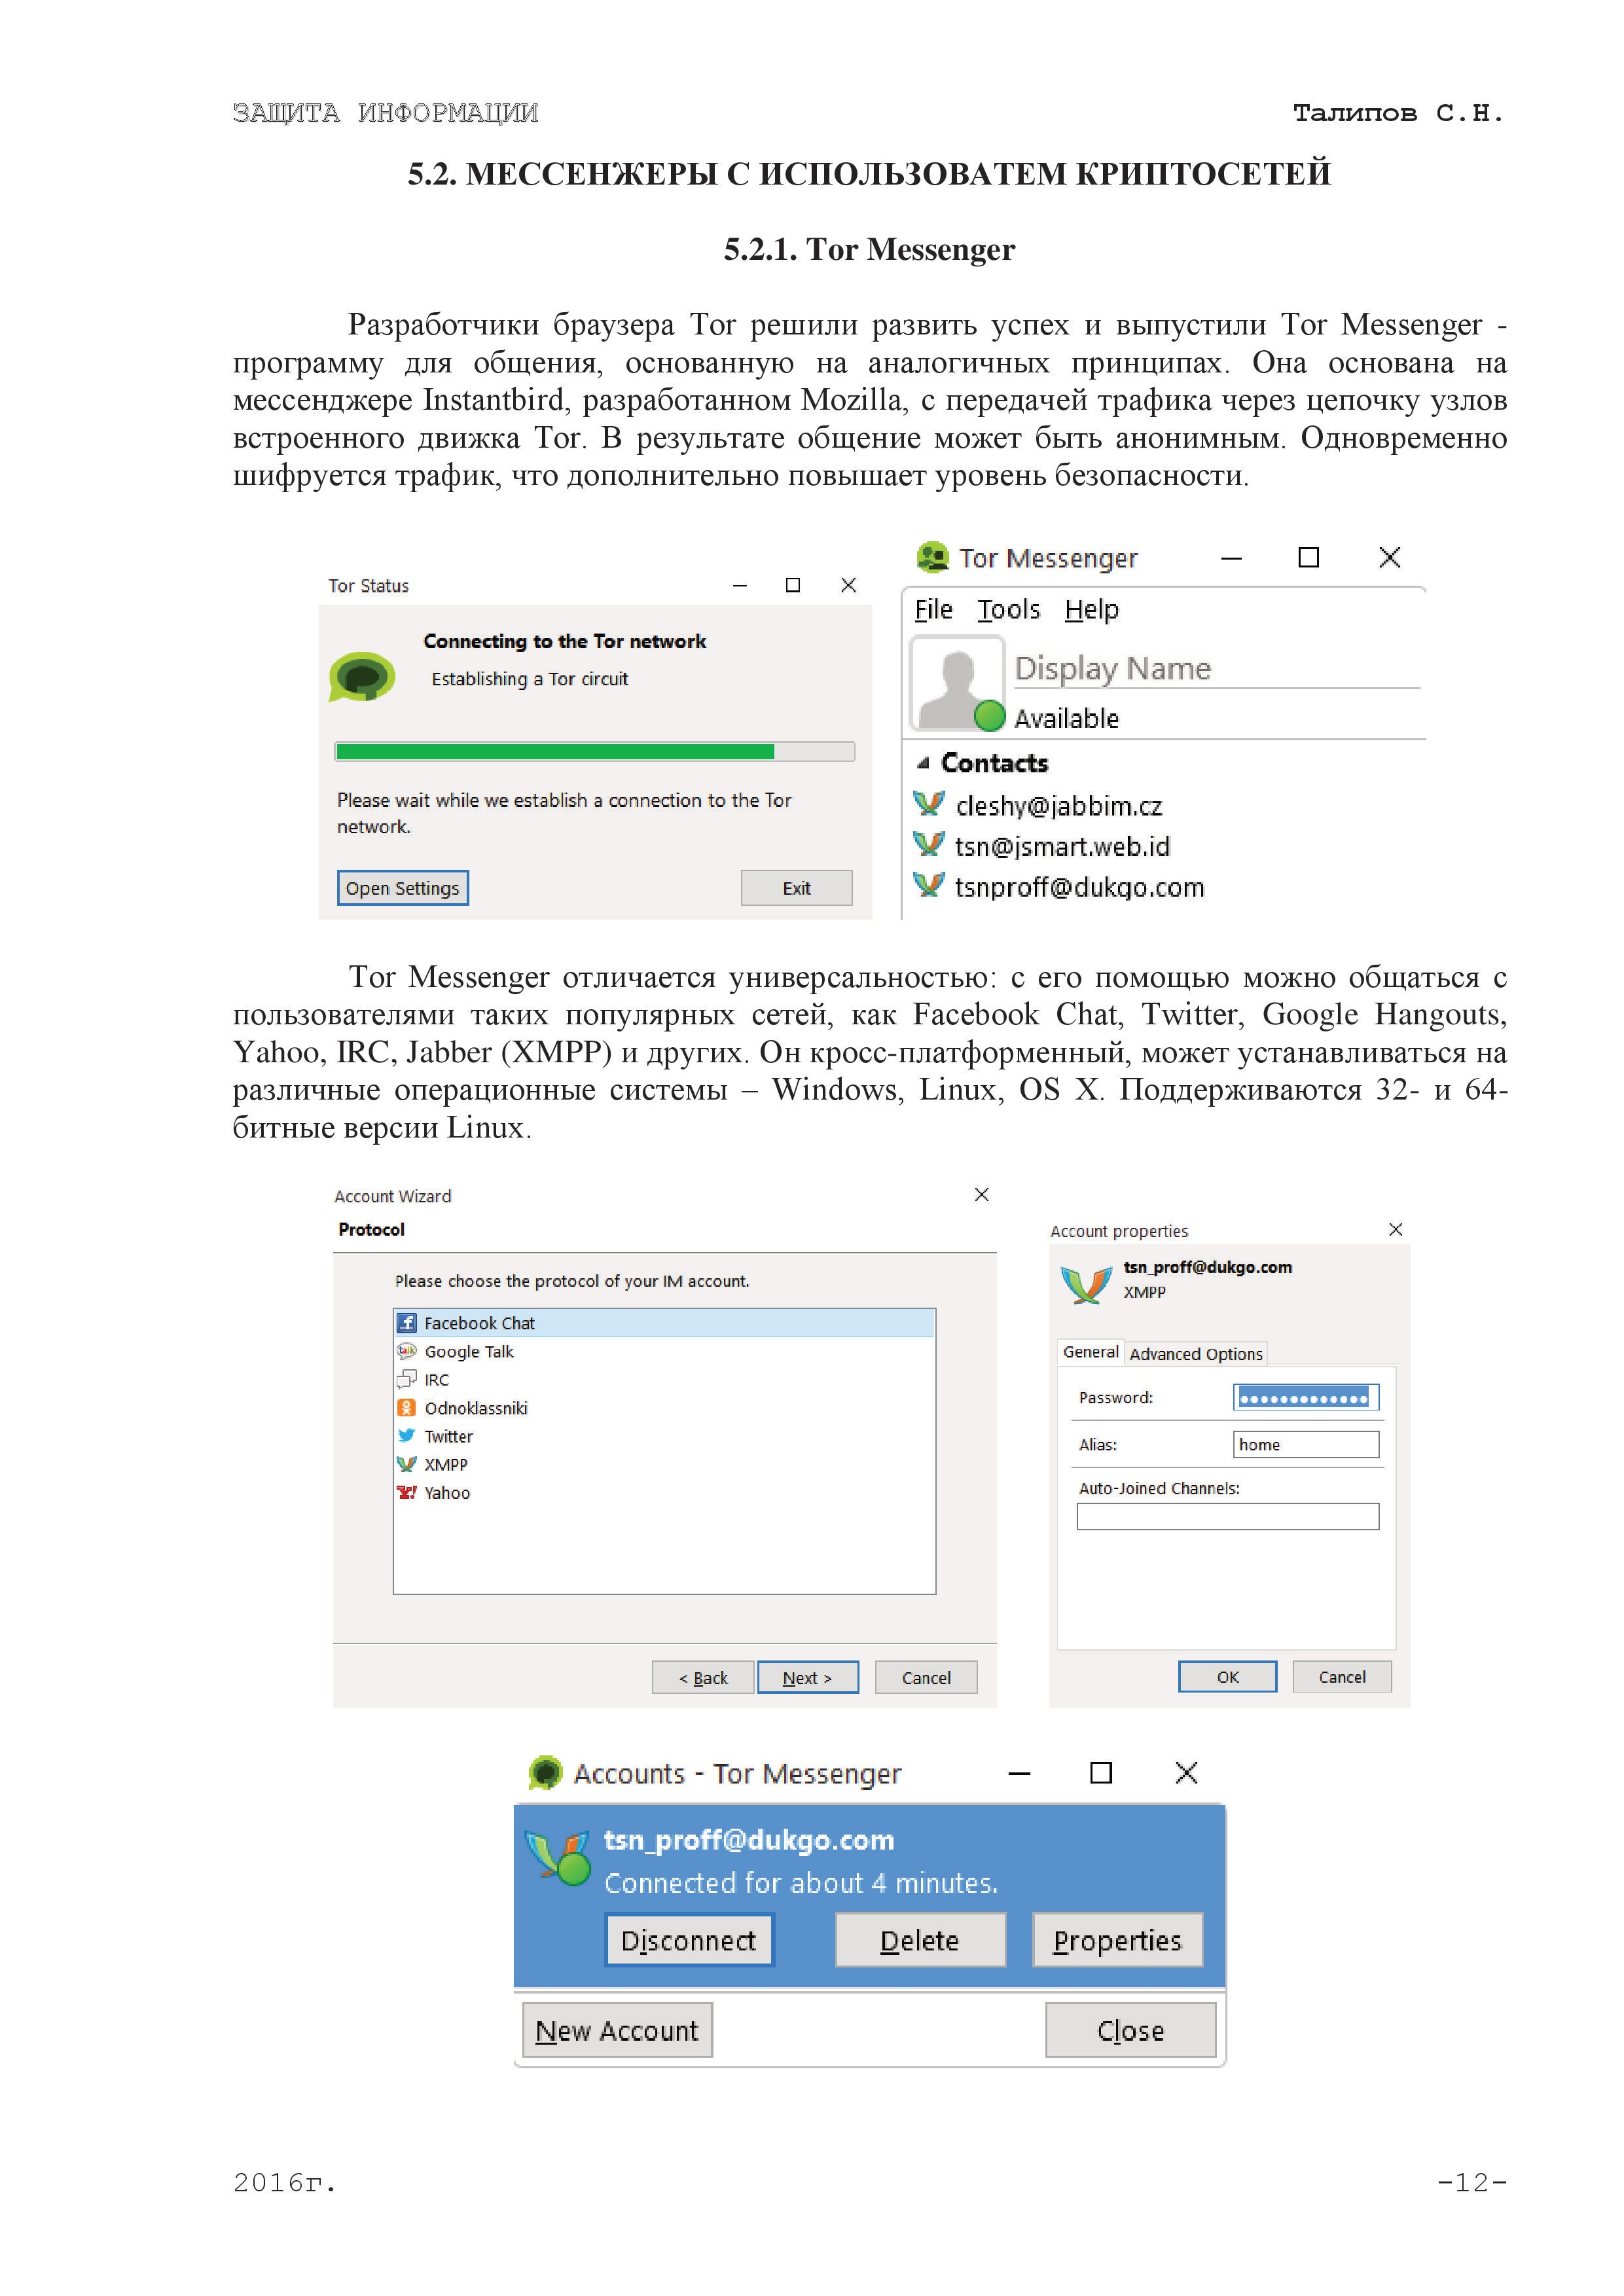 ЗАЩИТА ИНФОРМАЦИИ Талипов С.Н.
5.2. МЕССЕНЖЕРЫ С ИСПОЛЬЗОВАТЕМ КРИПТОСЕТЕЙ
5.2.1. Tor Messenger
Разработчики браузера Tor решили развить успех и выпустили Tor Messenger -
программу для общения, основанную на аналогичных принципах. Она основана на
мессенджере Instantbird, разработанном Mozilla, с передачей трафика через цепочку узлов
встроенного движка Tor. В результате общение может быть анонимным. Одновременно
шифруется трафик, что дополнительно повышает уровень безопасности.
Tor Status
Connecting to the Tor network
Establishing a Tor circuit
Please wait while we establish a connection to the Tor
network.
Open Settings Exit
Tor Messenger
File Tools Help
Display Name
Available
Contacts
cleshy@jabbim.cz
tsn@jsmart.web.id
tsnproff@dukgo.com
Tor Messenger отличается универсальностью: с его помощью можно общаться с
пользователями таких популярных сетей, как Facebook Chat, Twitter, Google Hangouts,
Yahoo, IRC, Jabber (XMPP) и других. Он кросс-платформенный, может устанавливаться на
различные операционные системы – Windows, Linux, OS X. Поддерживаются 32- и 64-
битные версии Linux.
Account Wizard
Protocol
Please choose the protocol of your IM account.
Facebook Chat
talk Google Talk
IRC
Odnoklassniki
Twitter
XMPP
Y! Yahoo
< Back Next > Cancel
Account properties
tsn_proff@dukgo.com
XMPP
General Advanced Options
Password: ●●●●●●●●●●●●●
Alias: home
Auto-Joined Channels:
OK Cancel
Accounts - Tor Messenger
tsn_proff@dukgo.com
Connected for about 4 minutes.
Disconnect Delete Properties
New Account Close
2016г. -12-